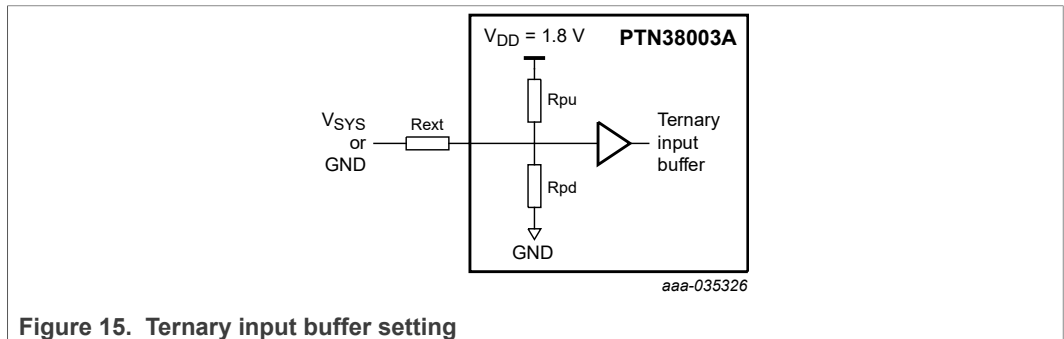 V_DD = 1.8 V
PTN38003A
Rpu
V_SYS
or
GND
Rext
Ternary
input
buffer
Rpd
GND
aaa-035326
Figure 15. Ternary input buffer setting